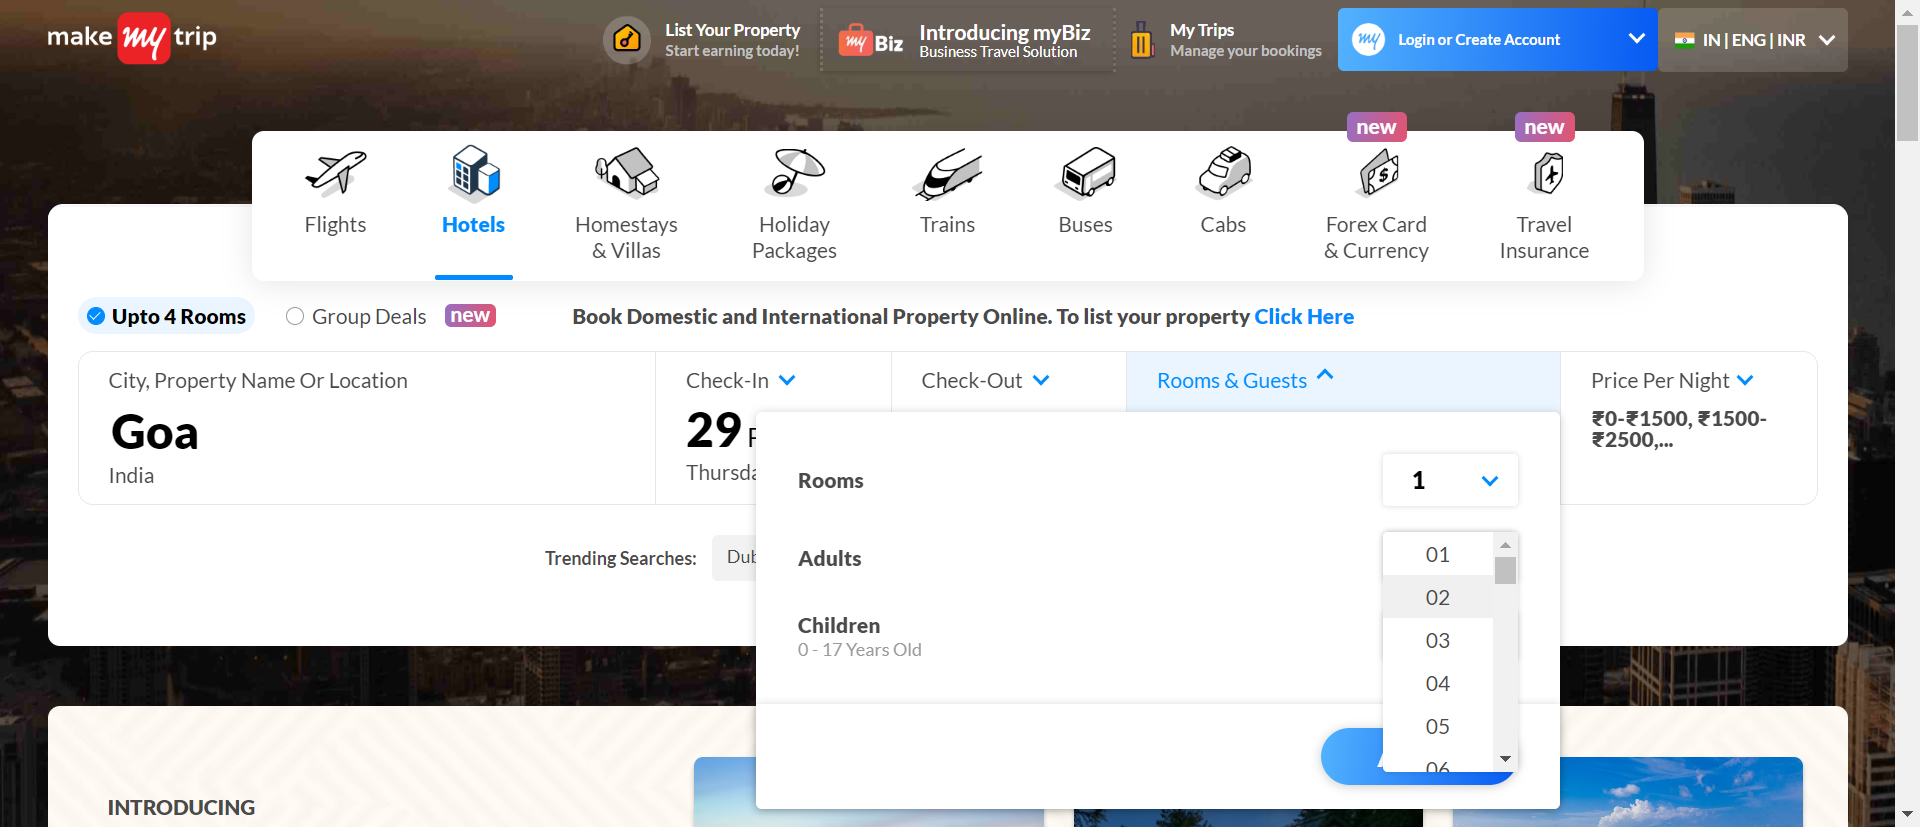 make my trip
List Your Property
Start earning today!
my Biz
Introducing myBiz
Business Travel Solution
My Trips
Manage your bookings
my Login or Create Account
IN | ENG | INR
new
new
Flights
Hotels
Homestays
& Villas
Holiday
Packages
Trains
Buses
Cabs
Forex Card
& Currency
Travel
Insurance
Upto 4 Rooms
Group Deals
new
Book Domestic and International Property Online. To list your property Click Here
City, Property Name Or Location
Goa
India
Check-In
29
Check-Out
Rooms & Guests
Price Per Night
₹0-₹1500, ₹1500-
₹2500,...
Rooms
1
Adults
01
02
03
04
05
06
Children
0 - 17 Years Old
Trending Searches:
INTRODUCING